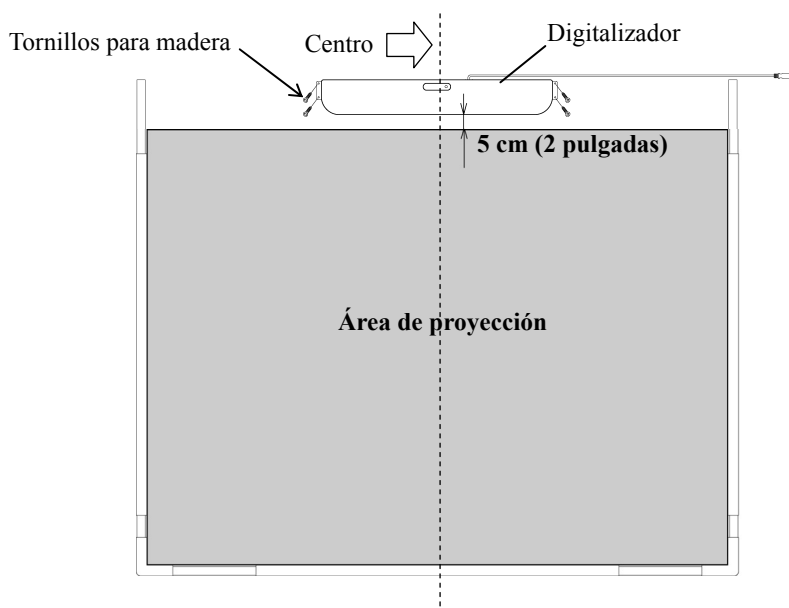 Tornillos para madera
Centro
Digitalizador
5 cm (2 pulgadas)
Área de proyección